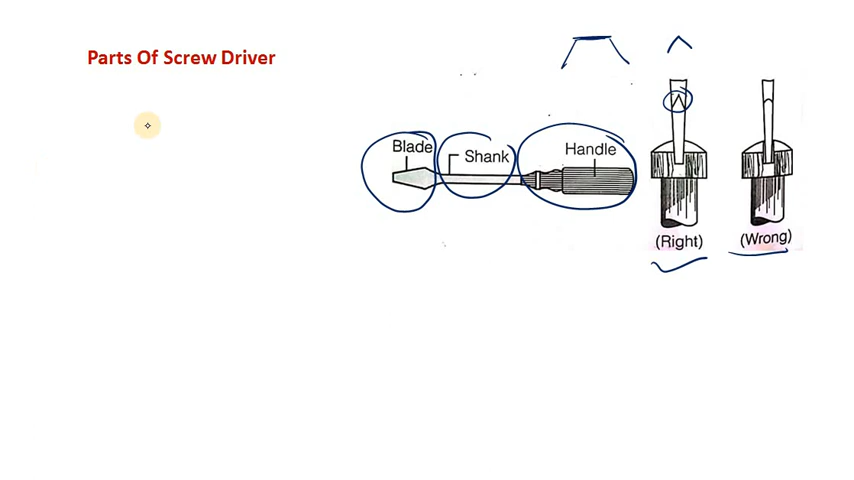 Parts Of Screw Driver
Blade
Shank
Handle
(Right)
(Wrong)